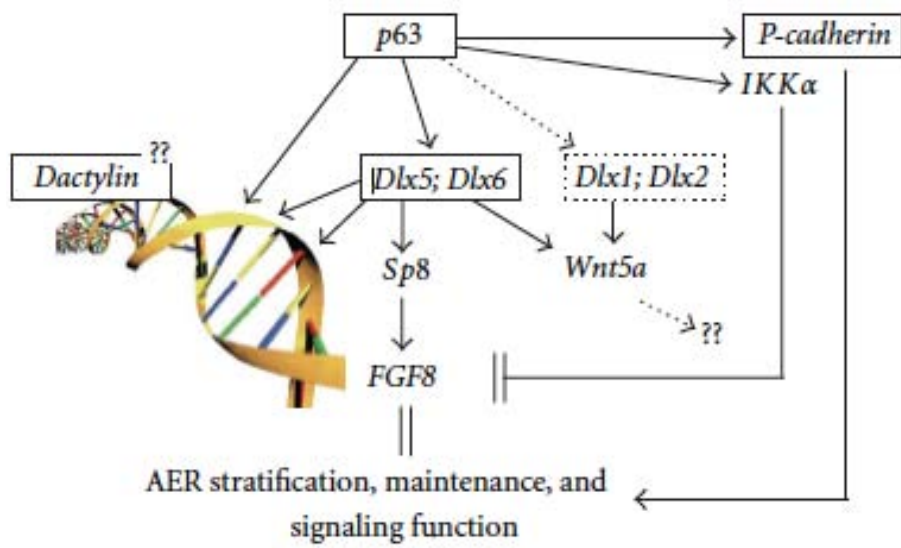 p63
P-cadherin
IKKα
??
Dactylin
Dlx5; Dlx6
Dlx1; Dlx2
Sp8
Wnt5a
??
FGF8
AER stratification, maintenance, and
signaling function